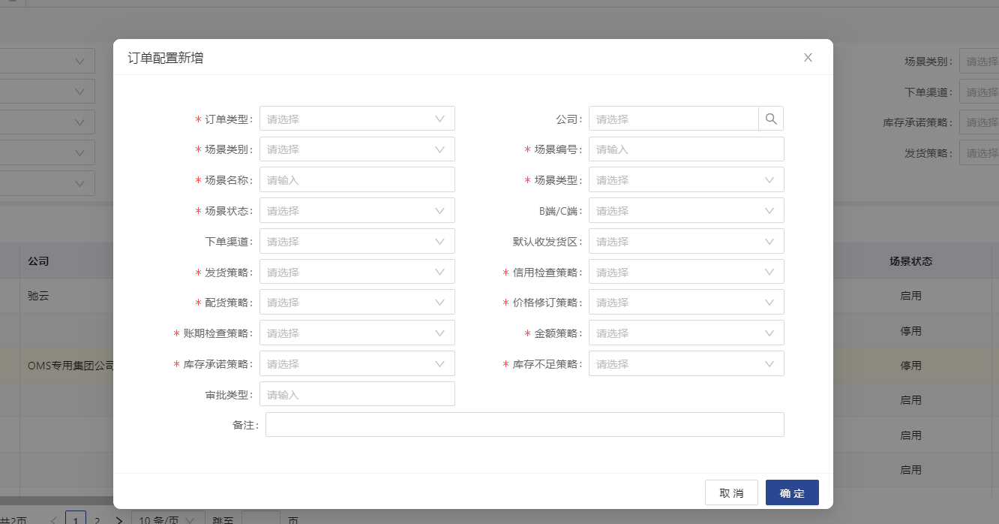 订单配置新增
* 订单类型: 请选择 公司: 请选择
* 场景类别: 请选择 * 场景编号: 请输入
* 场景名称: 请输入 * 场景类型: 请选择
* 场景状态: 请选择 B端/C端: 请选择
下单渠道: 请选择 默认收发货区: 请选择
* 发货策略: 请选择 * 信用检查策略: 请选择
* 配货策略: 请选择 * 价格修订策略: 请选择
* 账期检查策略: 请选择 * 金额策略: 请选择
* 库存承诺策略: 请选择 * 库存不足策略: 请选择
审批类型: 请输入
备注:
取 消 确 定
场景类别: 请选择
下单渠道: 请选择
库存承诺策略: 请选择
发货策略: 请选择
公司 场景状态
驰云 启用
停用
OMS专用集团公司 停用
启用
启用
启用
共2页 1 2 10 条/页 跳至 页